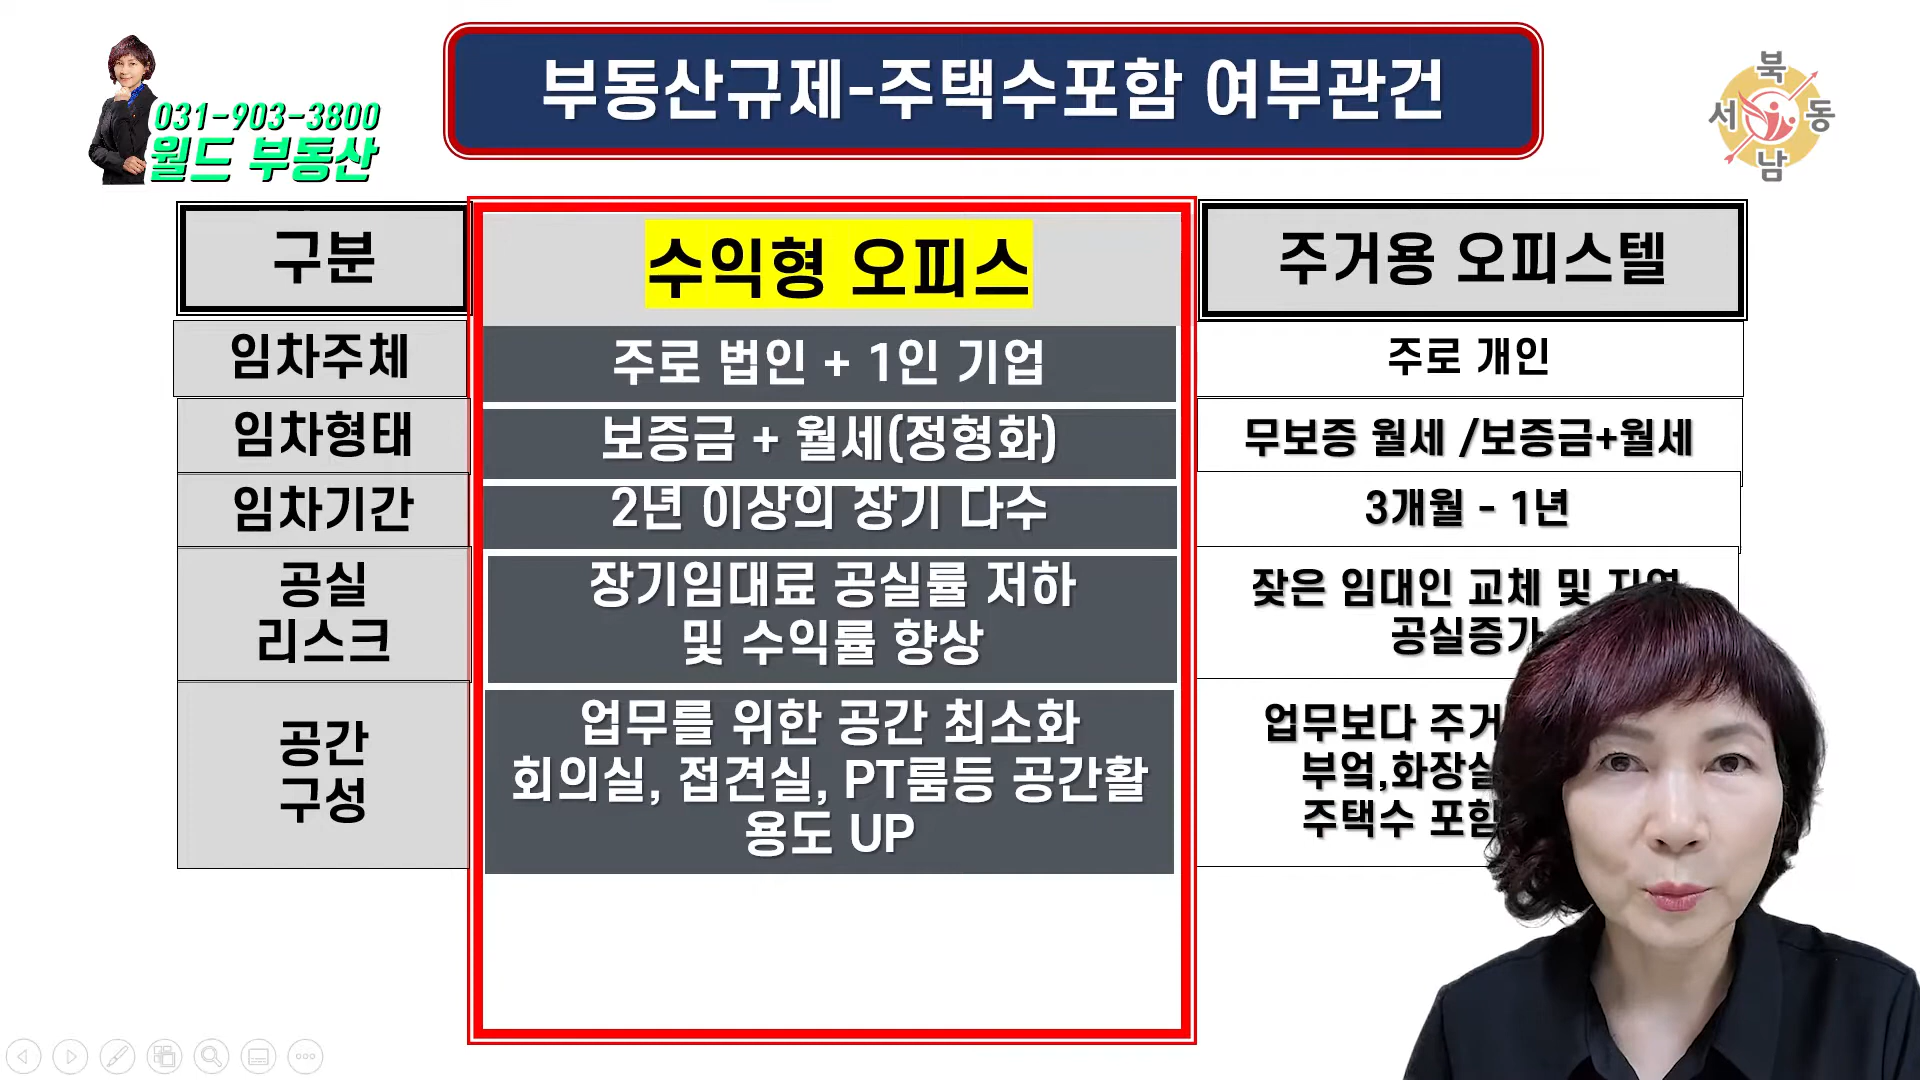 부동산규제-주택수포함 여부관건
031-903-3800
월드 부동산
북
서 동
남
구분
수익형 오피스
주거용 오피스텔
임차주체
주로 법인 + 1인 기업
주로 개인
임차형태
보증금 + 월세(정형화)
무보증 월세 /보증금+월세
임차기간
2년 이상의 장기 다수
3개월 - 1년
공실
리스크
장기임대료 공실률 저하
및 수익률 향상
잦은 임대인 교체 및
공실증가
공간
구성
업무를 위한 공간 최소화
회의실, 접견실, PT룸등 공간활
용도 UP
업무보다 주거
부엌,화장실
주택수 포함